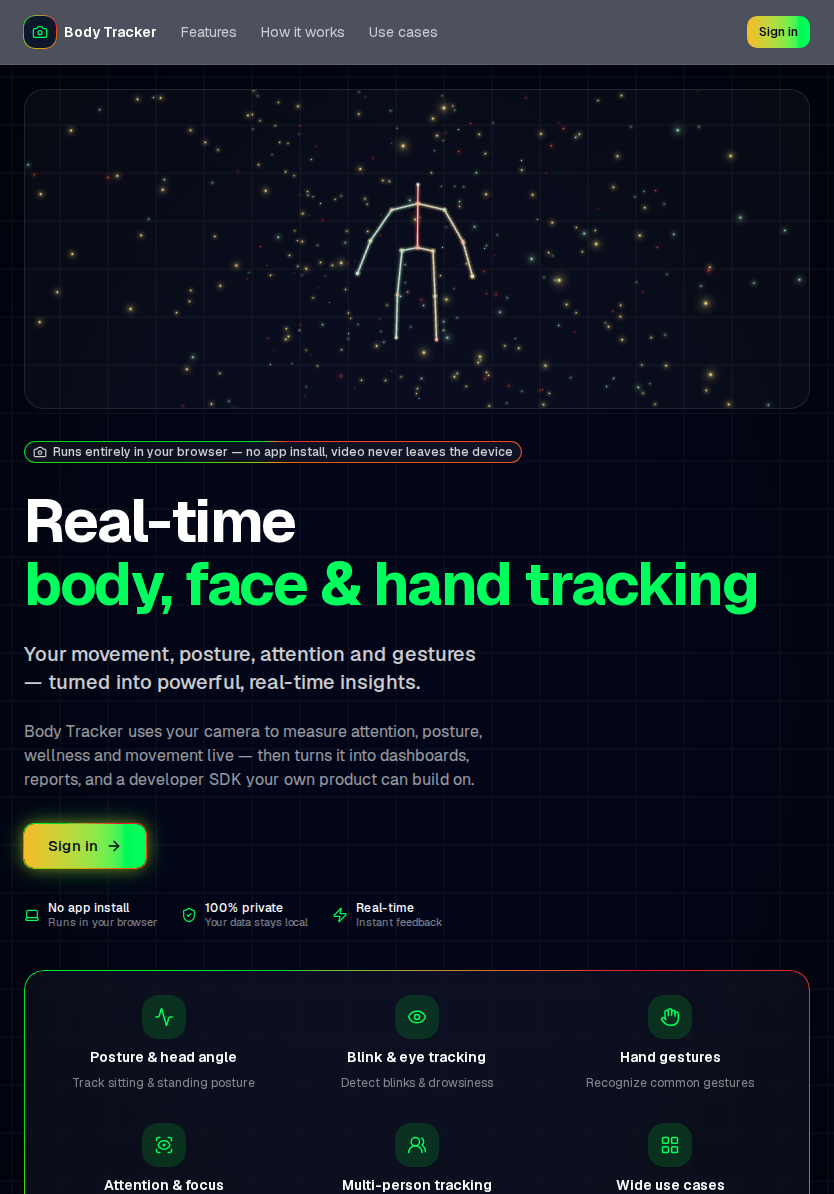 Body Tracker
Features
How it works
Use cases
Sign in
Runs entirely in your browser — no app install, video never leaves the device
Real-time
body, face & hand tracking
Your movement, posture, attention and gestures
— turned into powerful, real-time insights.
Body Tracker uses your camera to measure attention, posture,
wellness and movement live — then turns it into dashboards,
reports, and a developer SDK your own product can build on.
Sign in
No app install
Runs in your browser
100% private
Your data stays local
Real-time
Instant feedback
Posture & head angle
Track sitting & standing posture
Blink & eye tracking
Detect blinks & drowsiness
Hand gestures
Recognize common gestures
Attention & focus
Multi-person tracking
Wide use cases